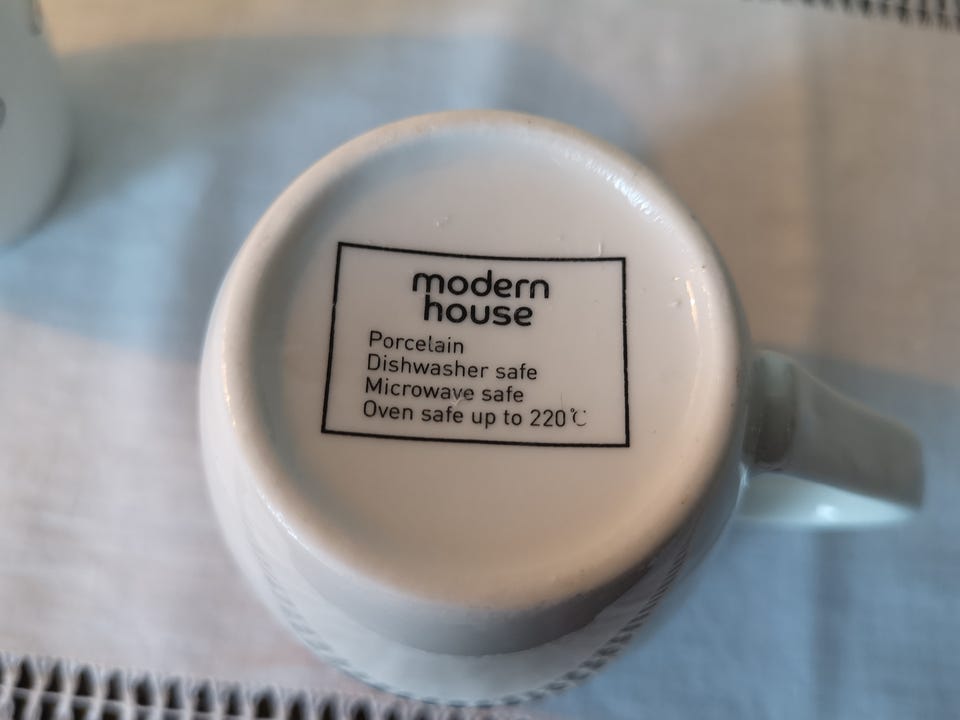 modern
house
Porcelain
Dishwasher safe
Microwave safe
Oven safe up to 220℃